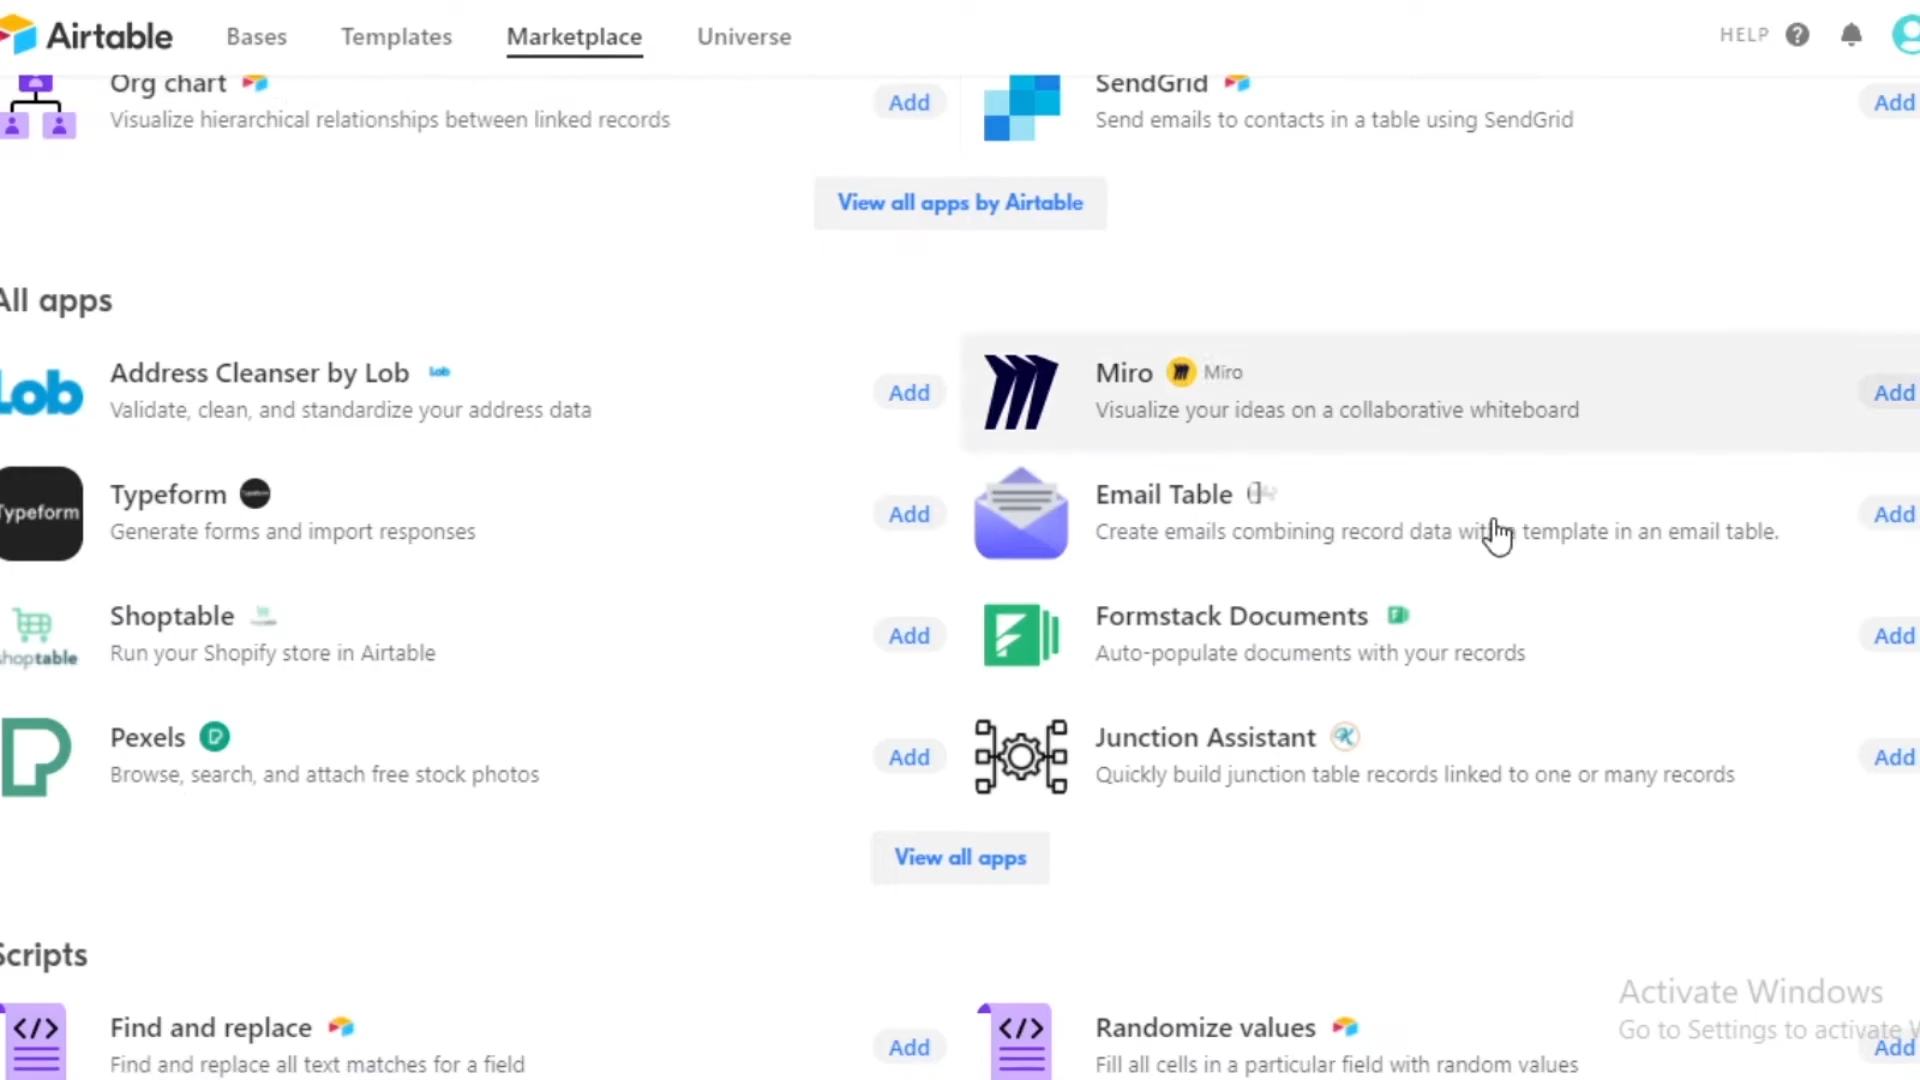 Airtable
Bases
Templates
Marketplace
Universe
HELP
Org chart
Visualize hierarchical relationships between linked records
Add
SendGrid
Send emails to contacts in a table using SendGrid
Add
View all apps by Airtable
All apps
Lob
Address Cleanser by Lob
Lob
Validate, clean, and standardize your address data
Add
Miro
Miro
Visualize your ideas on a collaborative whiteboard
Add
Typeform
Typeform
Generate forms and import responses
Add
Email Table
Create emails combining record data template in an email table.
Add
shoptable
Shoptable
Run your Shopify store in Airtable
Add
Formstack Documents
Auto-populate documents with your records
Add
Pexels
Browse, search, and attach free stock photos
Add
Junction Assistant
Quickly build junction table records linked to one or many records
Add
View all apps
Scripts
Find and replace
Find and replace all text matches for a field
Add
Randomize values
Fill all cells in a particular field with random values
Add
Activate Windows
Go to Settings to activate